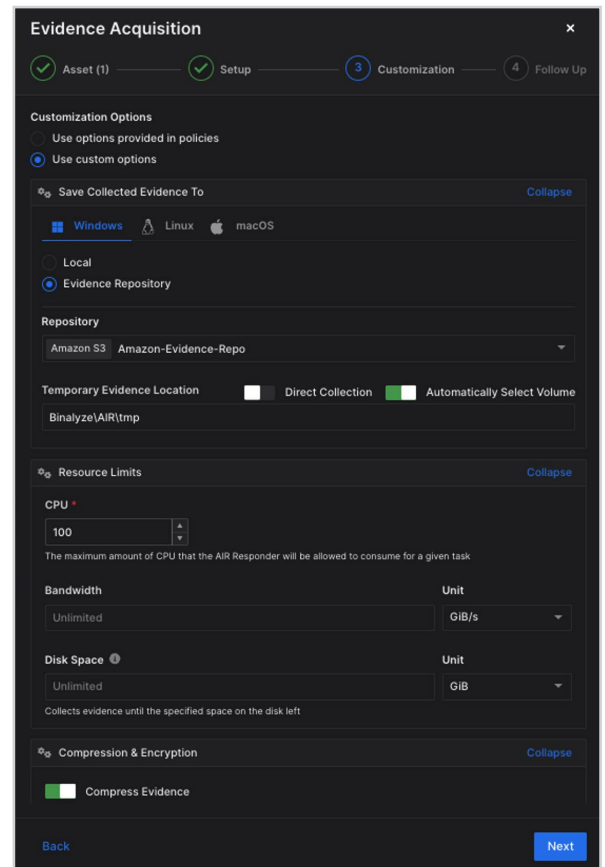 Evidence Acquisition
Asset (1)
Setup
3
Customization
4
Follow Up
Customization Options
Use options provided in policies
Use custom options
Save Collected Evidence To
Collapse
Windows
Linux
macOS
Local
Evidence Repository
Repository
Amazon S3 Amazon-Evidence-Repo
Temporary Evidence Location
Direct Collection
Automatically Select Volume
Binalyze\AIR\tmp
Resource Limits
Collapse
CPU *
100
The maximum amount of CPU that the AIR Responder will be allowed to consume for a given task
Bandwidth
Unit
Unlimited
GiB/s
Disk Space
Unit
Unlimited
GiB
Collects evidence until the specified space on the disk left
Compression & Encryption
Collapse
Compress Evidence
Back
Next